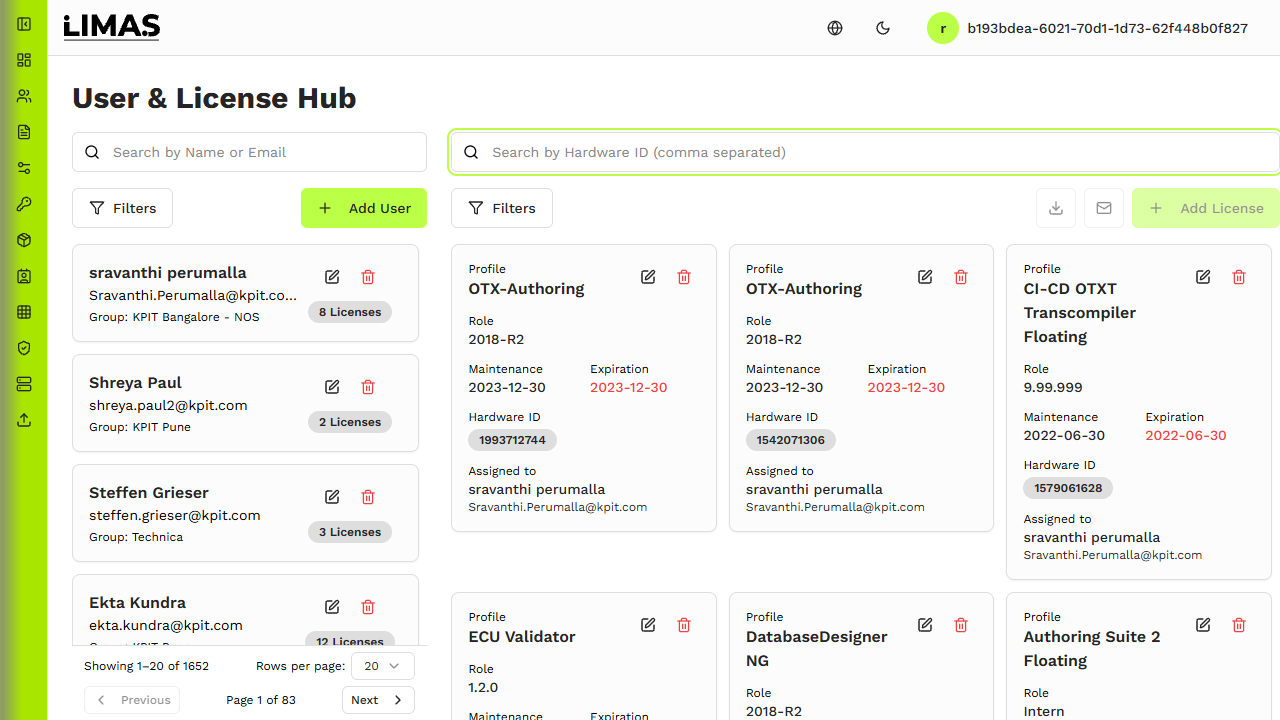 LIMAS
r
b193bdea-6021-70d1-1d73-62f448b0f827
User & License Hub
Search by Name or Email
Search by Hardware ID (comma separated)
Filters
Add User
Filters
Add License
sravanthi perumalla
Sravanthi.Perumalla@kpit.co...
8 Licenses
Group: KPIT Bangalore - NOS
Shreya Paul
shreya.paul2@kpit.com
2 Licenses
Group: KPIT Pune
Steffen Grieser
steffen.grieser@kpit.com
3 Licenses
Group: Technica
Ekta Kundra
ekta.kundra@kpit.com
12 Licenses
Showing 1–20 of 1652
Rows per page:
20
Previous
Page 1 of 83
Next
Profile
OTX-Authoring
Role
2018-R2
Maintenance
Expiration
2023-12-30
2023-12-30
Hardware ID
1993712744
Assigned to
sravanthi perumalla
Sravanthi.Perumalla@kpit.com
Profile
OTX-Authoring
Role
2018-R2
Maintenance
Expiration
2023-12-30
2023-12-30
Hardware ID
1542071306
Assigned to
sravanthi perumalla
Sravanthi.Perumalla@kpit.com
Profile
CI-CD OTXT
Transcompiler
Floating
Role
9.99.999
Maintenance
Expiration
2022-06-30
2022-06-30
Hardware ID
1579061628
Assigned to
sravanthi perumalla
Sravanthi.Perumalla@kpit.com
Profile
ECU Validator
Role
1.2.0
Maintenance
Expiration
Profile
DatabaseDesigner
NG
Role
2018-R2
Profile
Authoring Suite 2
Floating
Role
Intern